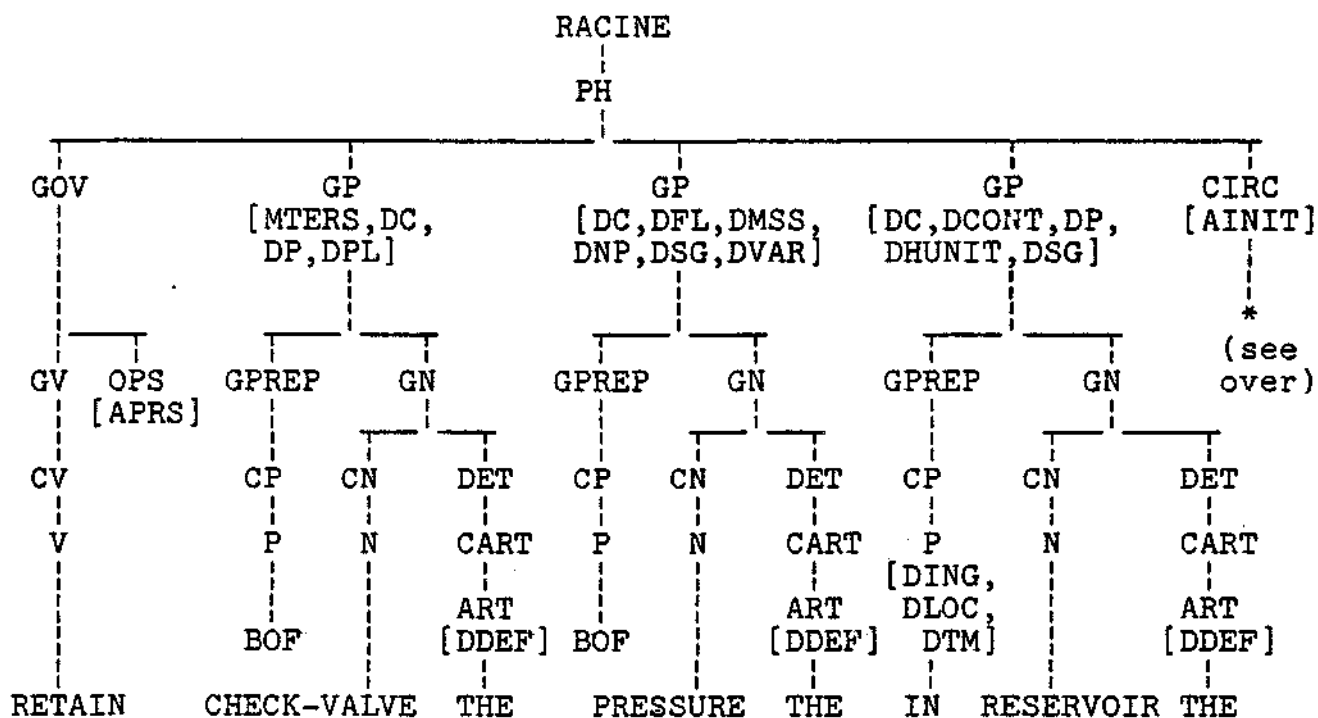 RACINE
PH
GOV GP GP GP CIRC
[MTERS,DC, [DC,DFL,DMSS, [DC,DCONT,DP, [AINIT]
DP,DPL] DNP,DSG,DVAR] DHUNIT,DSG]
*
(see
GV OPS GPREP GN GPREP GN GPREP GN over)
[APRS]
CV CP CN DET CP CN DET CP CN DET
V P N CART P N CART P N CART
[DING,
ART ART DLOC, ART
BOF [DDEF] BOF [DDEF] DTM] [DDEF]
RETAIN CHECK-VALVE THE PRESSURE THE IN RESERVOIR THE